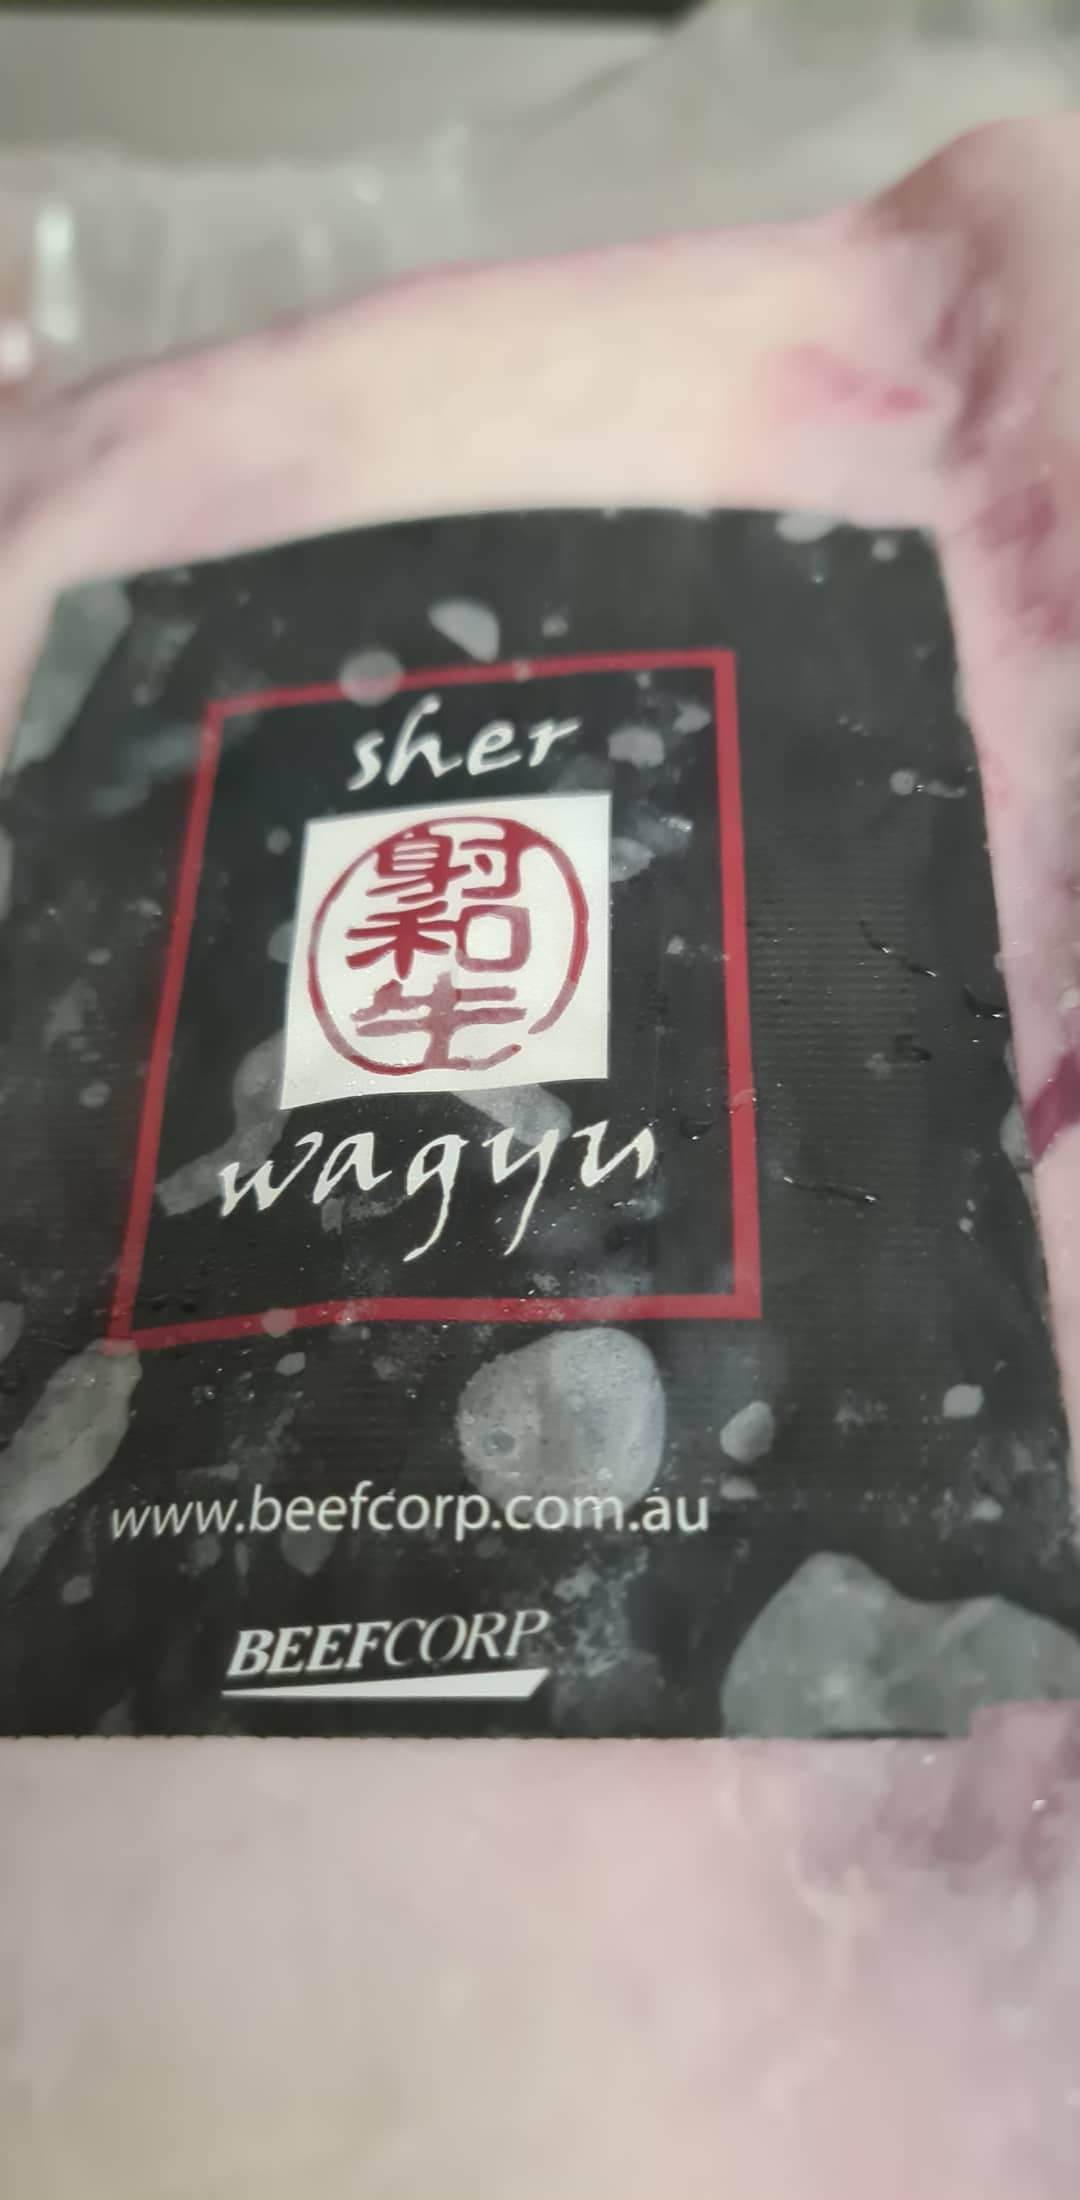 sher
射
和
牛
wagyu
www.beefcorp.com.au
BEEFCORP